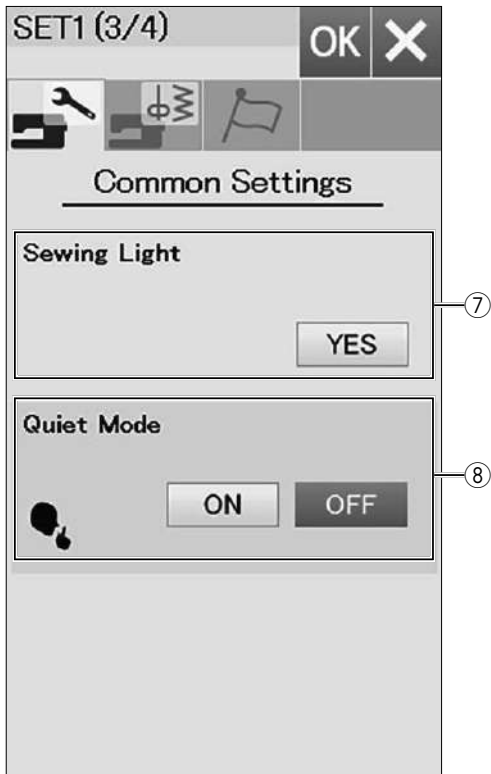 SET1 (3/4)
OK
Common Settings
Sewing Light
YES
⑦
Quiet Mode
ON OFF
⑧